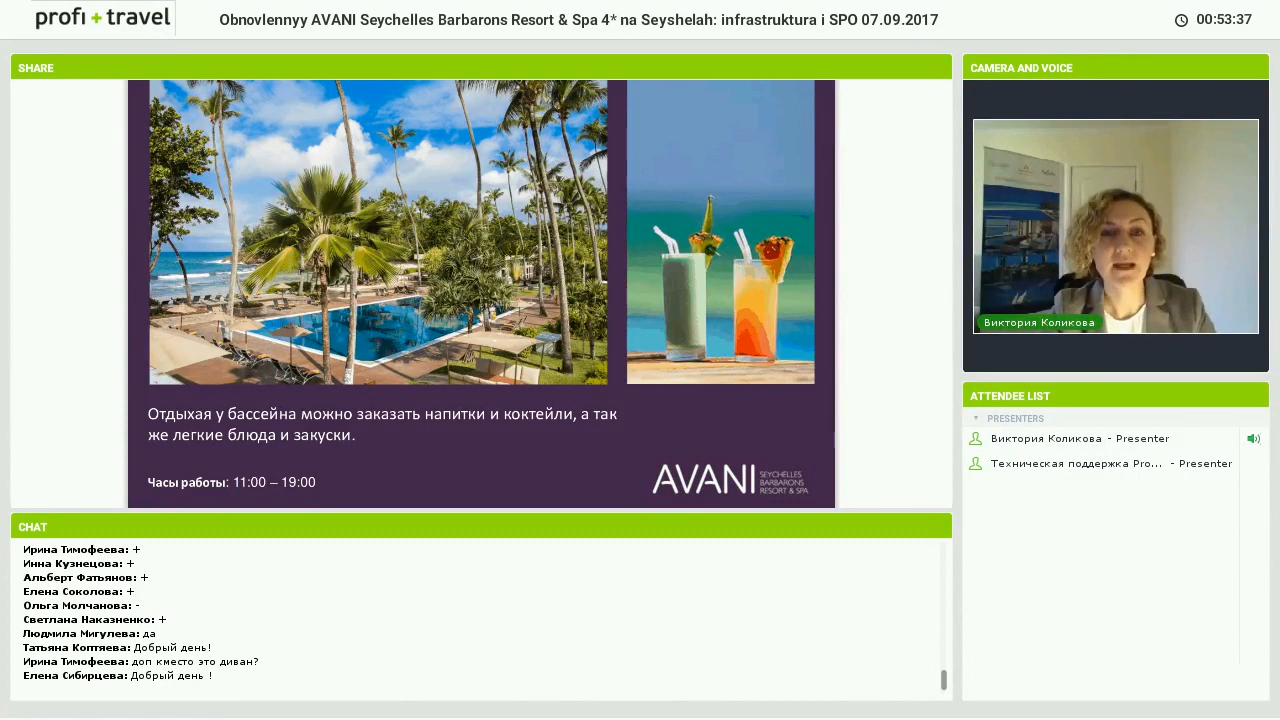 profi + travel
Obnovlennyy AVANI Seychelles Barbarons Resort & Spa 4* na Seyshelah: infrastruktura i SPO 07.09.2017
00:53:37
SHARE
Отдыхая у бассейна можно заказать напитки и коктейли, а так
же легкие блюда и закуски.
Часы работы: 11:00 – 19:00
AVANI
SEYCHELLES
BARBARONS
RESORT & SPA
CAMERA AND VOICE
Виктория Коликова
ATTENDEE LIST
PRESENTERS
Виктория Коликова - Presenter
Техническая поддержка Pro... - Presenter
CHAT
Ирина Тимофеева: +
Инна Кузнецова: +
Альберт Фатьянов: +
Елена Соколова: +
Ольга Молчанова: -
Светлана Наказненко: +
Людмила Мигулева: да
Татьяна Коптяева: Добрый день!
Ирина Тимофеева: доп кместо это диван?
Елена Сибирцева: Добрый день !